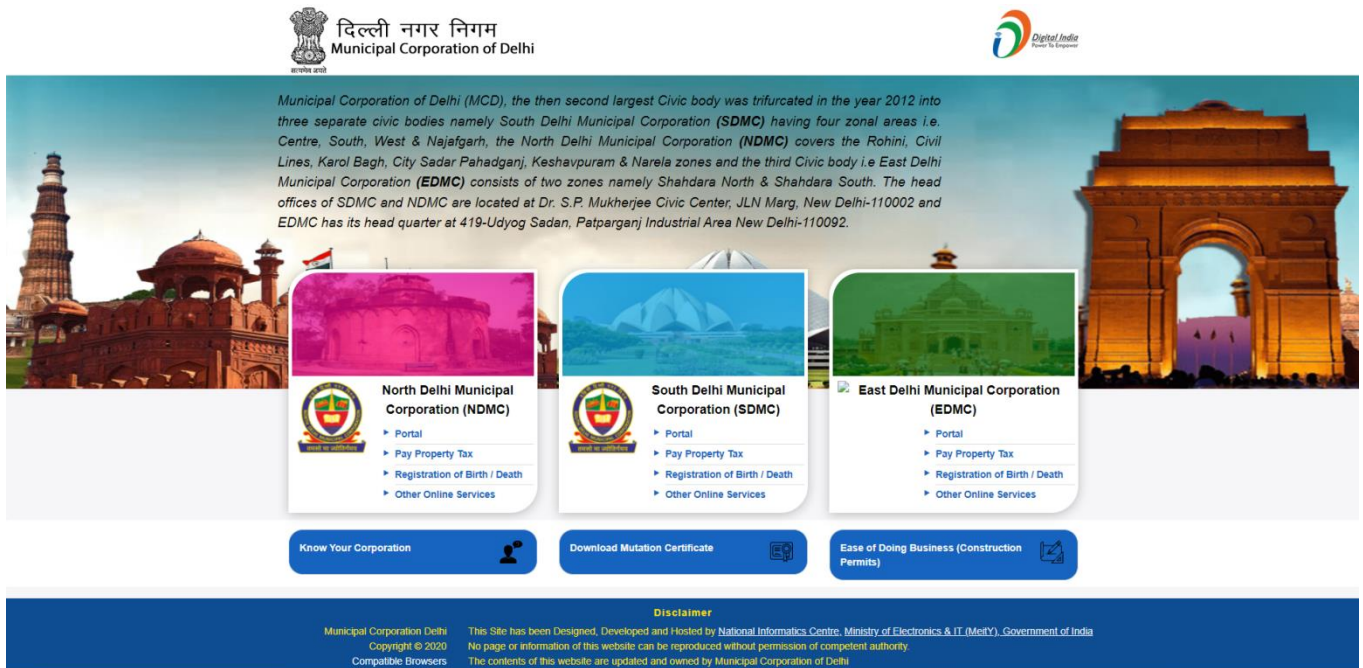 दिल्ली नगर निगम
Municipal Corporation of Delhi
सत्यमेव जयते
Digital India
Power To Empower
Municipal Corporation of Delhi (MCD), the then second largest Civic body was trifurcated in the year 2012 into
three separate civic bodies namely South Delhi Municipal Corporation (SDMC) having four zonal areas i.e.
Centre, South, West & Najafgarh, the North Delhi Municipal Corporation (NDMC) covers the Rohini, Civil
Lines, Karol Bagh, City Sadar Pahadganj, Keshavpuram & Narela zones and the third Civic body i.e East Delhi
Municipal Corporation (EDMC) consists of two zones namely Shahdara North & Shahdara South. The head
offices of SDMC and NDMC are located at Dr. S.P. Mukherjee Civic Center, JLN Marg, New Delhi-110002 and
EDMC has its head quarter at 419-Udyog Sadan, Patparganj Industrial Area New Delhi-110092.
North Delhi Municipal
Corporation (NDMC)
Portal
Pay Property Tax
Registration of Birth / Death
Other Online Services
South Delhi Municipal
Corporation (SDMC)
Portal
Pay Property Tax
Registration of Birth / Death
Other Online Services
East Delhi Municipal Corporation
(EDMC)
Portal
Pay Property Tax
Registration of Birth / Death
Other Online Services
Know Your Corporation
Download Mutation Certificate
Ease of Doing Business (Construction
Permits)
Disclaimer
Municipal Corporation Delhi
Copyright © 2020
Compatible Browsers
This Site has been Designed, Developed and Hosted by National Informatics Centre, Ministry of Electronics & IT (MeitY), Government of India
No page or information of this website can be reproduced without permission of competent authority.
The contents of this website are updated and owned by Municipal Corporation of Delhi